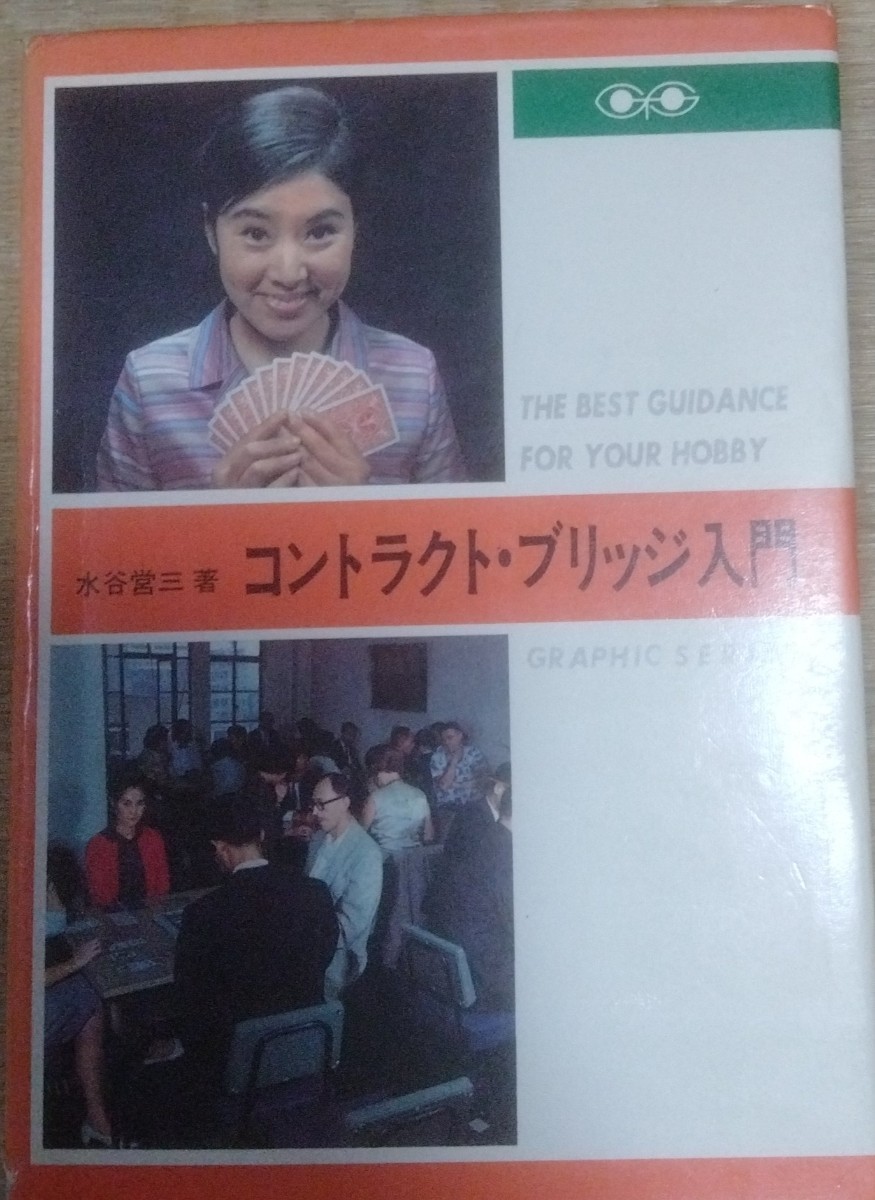 THE BEST GUIDANCE
FOR YOUR HOBBY
水谷営三 著 コントラクト・ブリッジ入門
GRAPHIC